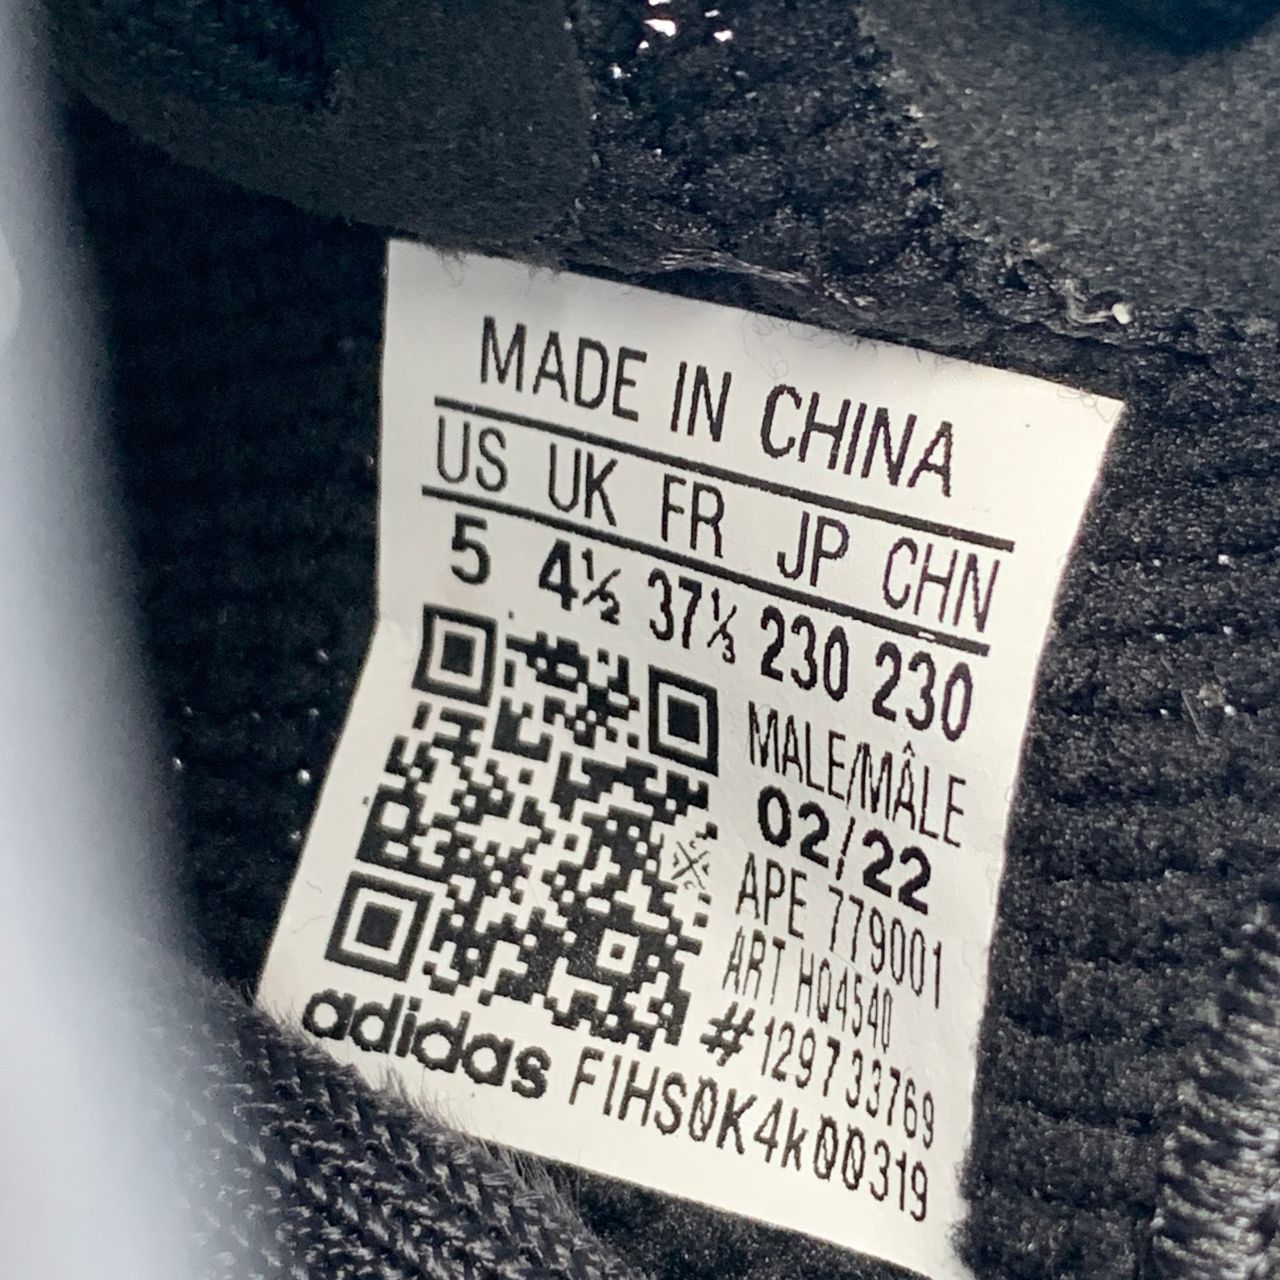 MADE IN CHINA
US UK FR JP CHN
5 4½ 37⅓ 230 230
MALE/MÂLE
02/22
APE 779001
ART HQ4540
#129733769
adidas F1HS0K4k00319